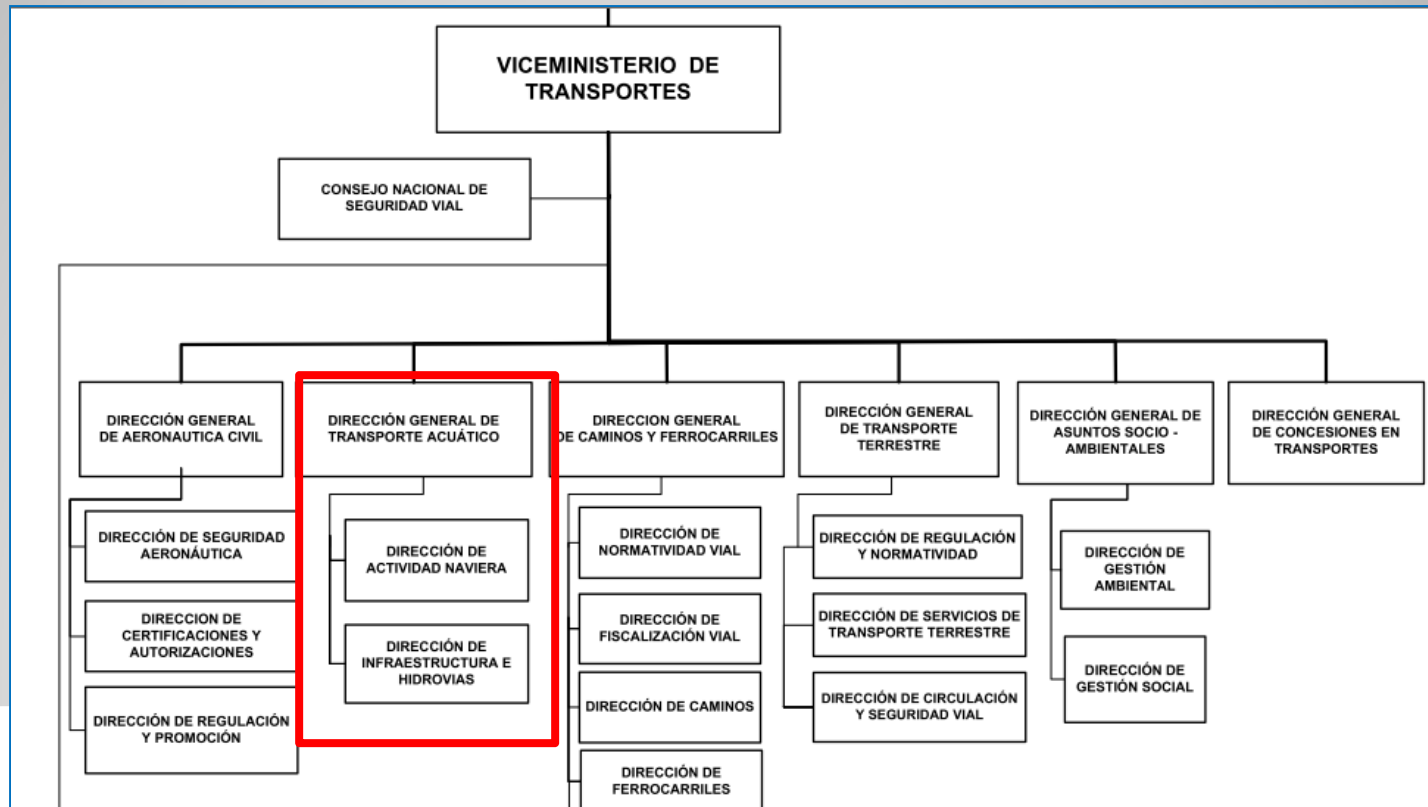 VICEMINISTERIO DE
TRANSPORTES
CONSEJO NACIONAL DE
SEGURIDAD VIAL
DIRECCIÓN GENERAL
DE AERONAUTICA CIVIL
DIRECCIÓN DE SEGURIDAD
AERONÁUTICA
DIRECCION DE
CERTIFICACIONES Y
AUTORIZACIONES
DIRECCIÓN DE REGULACIÓN
Y PROMOCIÓN
DIRECCIÓN GENERAL DE
TRANSPORTE ACUÁTICO
DIRECCIÓN DE
ACTIVIDAD NAVIERA
DIRECCIÓN DE
INFRAESTRUCTURA E
HIDROVIAS
DIRECCION GENERAL
DE CAMINOS Y FERROCARRILES
DIRECCIÓN DE
NORMATIVIDAD VIAL
DIRECCIÓN DE
FISCALIZACIÓN VIAL
DIRECCIÓN DE CAMINOS
DIRECCIÓN DE
FERROCARRILES
DIRECCIÓN GENERAL
DE TRANSPORTE
TERRESTRE
DIRECCIÓN DE REGULACIÓN
Y NORMATIVIDAD
DIRECCIÓN DE SERVICIOS DE
TRANSPORTE TERRESTRE
DIRECCIÓN DE CIRCULACIÓN
Y SEGURIDAD VIAL
DIRECCIÓN GENERAL DE
ASUNTOS SOCIO -
AMBIENTALES
DIRECCIÓN DE
GESTIÓN
AMBIENTAL
DIRECCIÓN DE
GESTIÓN SOCIAL
DIRECCIÓN GENERAL
DE CONCESIONES EN
TRANSPORTES